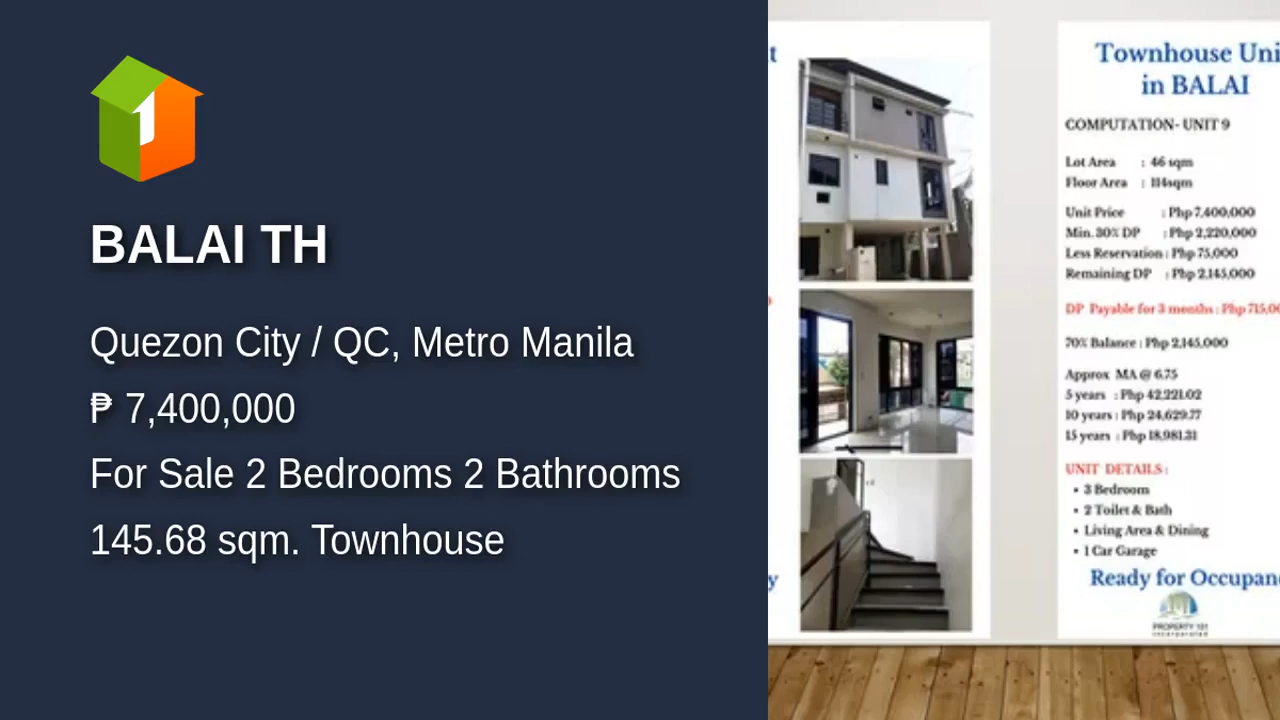 BALAI TH
Quezon City / QC, Metro Manila
₱ 7,400,000
For Sale 2 Bedrooms 2 Bathrooms
145.68 sqm. Townhouse
Townhouse Uni
in BALAI
COMPUTATION- UNIT 9
Lot Area : 46 sqm
Floor Area : 114sqm
Unit Price : Php 7,400,000
Min. 30% DP : Php 2,220,000
Less Reservation : Php 75,000
Remaining DP : Php 2,145,000
DP Payable for 3 months : Php 715,00
70% Balance : Php 2,145,000
Approx MA @ 6.75
5 years : Php 42,221.02
10 years : Php 24,629.77
15 years : Php 18,981.31
UNIT DETAILS :
• 3 Bedroom
• 2 Toilet & Bath
• Living Area & Dining
• 1 Car Garage
Ready for Occupan
PROPERTY 101
incorporated